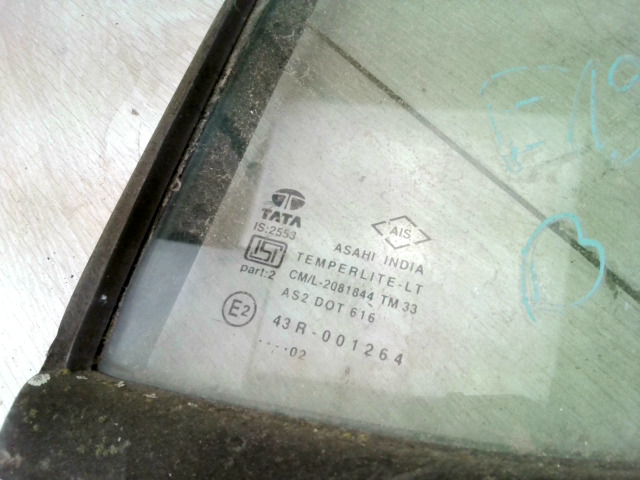 TATA
IS:2553
ISI
part:2
AIS
ASAHI INDIA
TEMPERLITE-LT
CM/L-2081844 TM 33
AS2 DOT 616
E2
43R-001264
....02